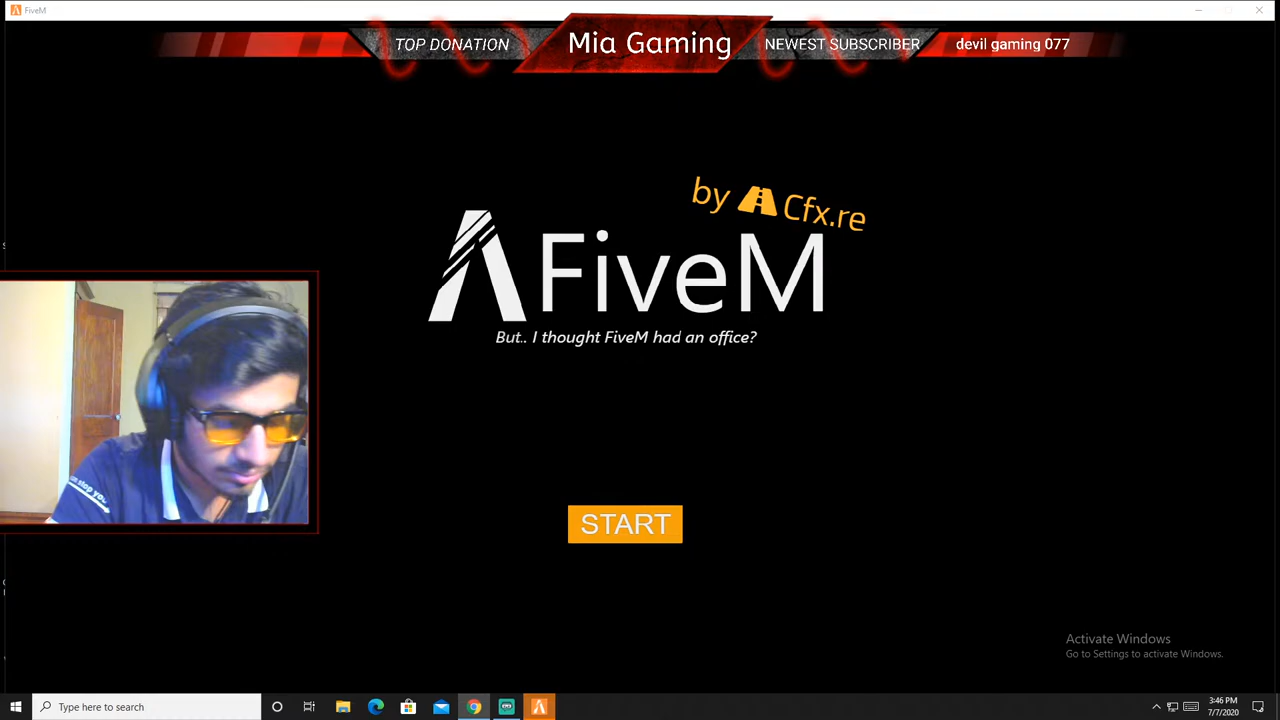 FiveM
TOP DONATION
Mia Gaming
NEWEST SUBSCRIBER
devil gaming 077
by Cfx.re
FiveM
But.. I thought FiveM had an office?
stop you
START
Activate Windows
Go to Settings to activate Windows.
Type here to search
3:46 PM
7/7/2020